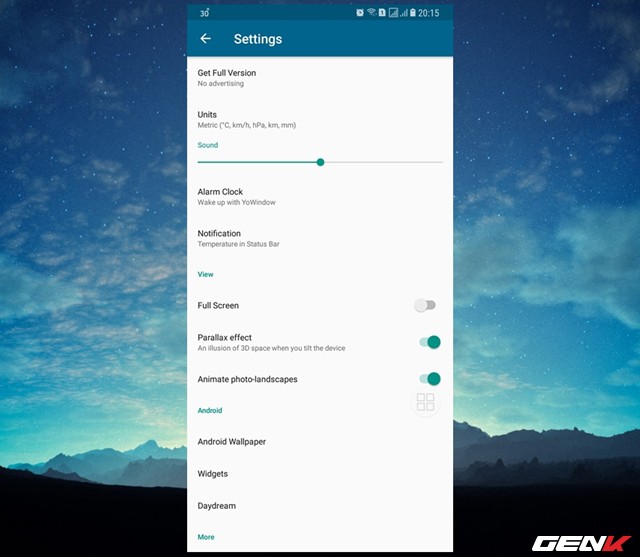 30°
20:15
Settings
Get Full Version
No advertising
Units
Metric (°C, km/h, hPa, km, mm)
Sound
Alarm Clock
Wake up with YoWindow
Notification
Temperature in Status Bar
View
Full Screen
Parallax effect
An illusion of 3D space when you tilt the device
Animate photo-landscapes
Android
Android Wallpaper
Widgets
Daydream
More
GENK